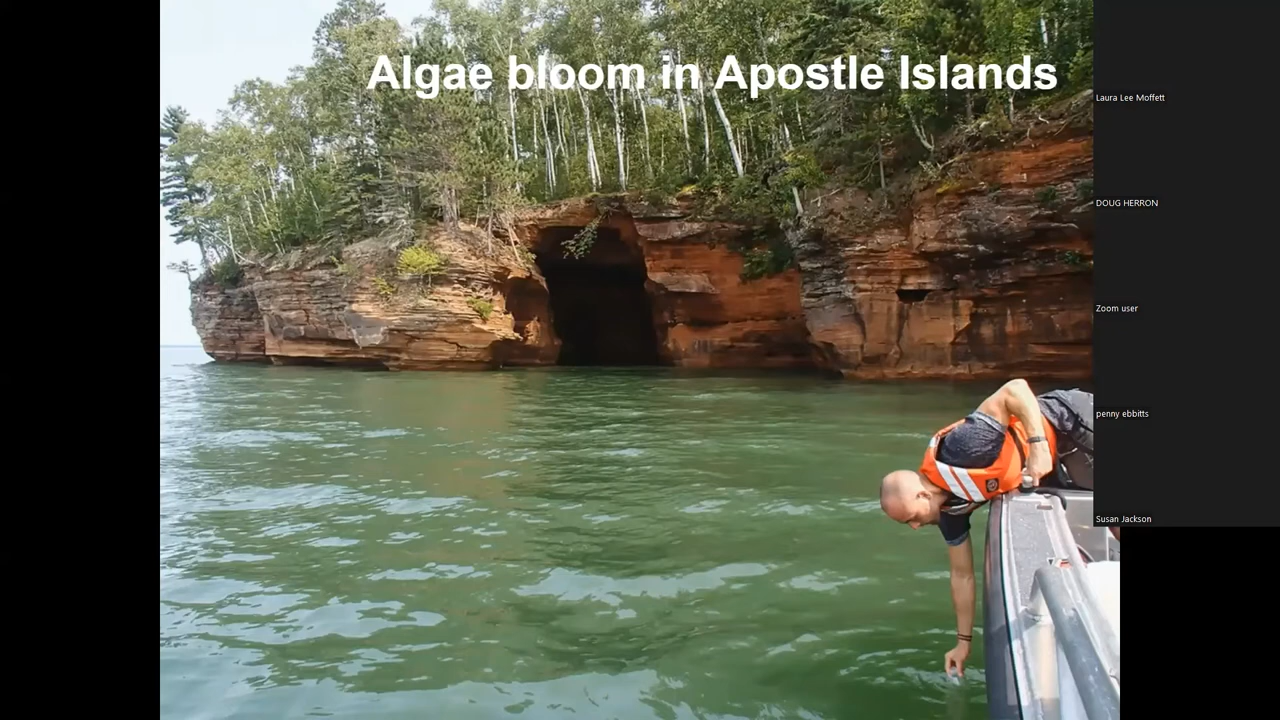 Algae bloom in Apostle Islands
Laura Lee Moffett
DOUG HERRON
Zoom user
penny ebbitts
Susan Jackson